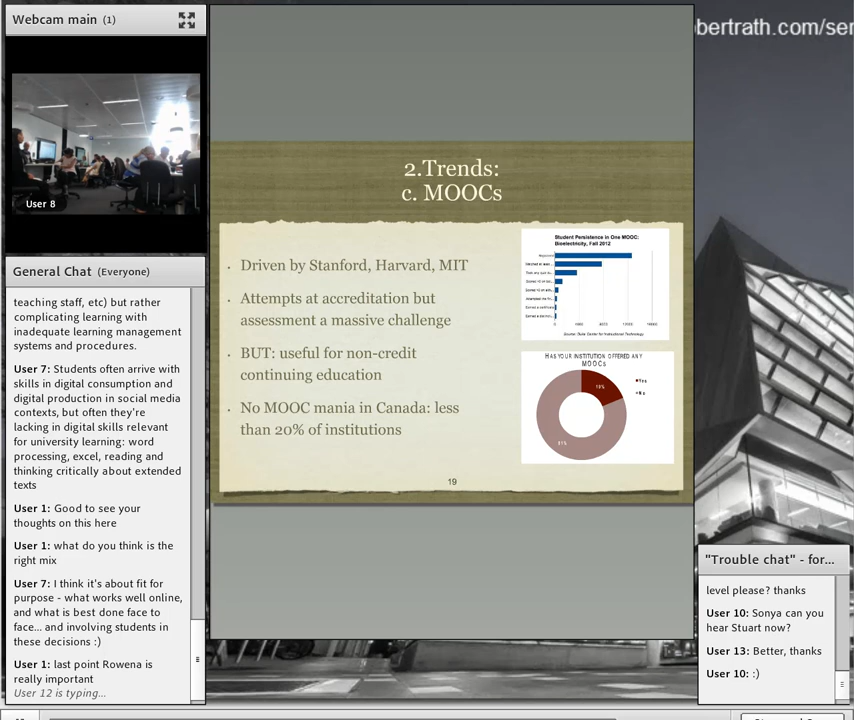 Webcam main (1)
User 8
General Chat (Everyone)
teaching staff, etc) but rather
complicating learning with
inadequate learning management
systems and procedures.
User 7: Students often arrive with
skills in digital consumption and
digital production in social media
contexts, but often they're
lacking in digital skills relevant
for university learning: word
processing, excel, reading and
thinking critically about extended
texts
User 1: Good to see your
thoughts on this here
User 1: what do you think is the
right mix
User 7: I think it's about fit for
purpose - what works well online,
and what is best done face to
face... and involving students in
these decisions :)
User 1: last point Rowena is
really important
User 12 is typing...
2.Trends:
c. MOOCs
· Driven by Stanford, Harvard, MIT
· Attempts at accreditation but
assessment a massive challenge
· BUT: useful for non-credit
continuing education
· No MOOC mania in Canada: less
than 20% of institutions
Student Persistence in One MOOC:
Bioelectricity, Fall 2012
HAS YOUR INSTITUTION OFFERED ANY
MOOCS
Yes
No
19
bertrath.com/ser
"Trouble chat" - for...
level please? thanks
User 10: Sonya can you
hear Stuart now?
User 13: Better, thanks
User 10: :)